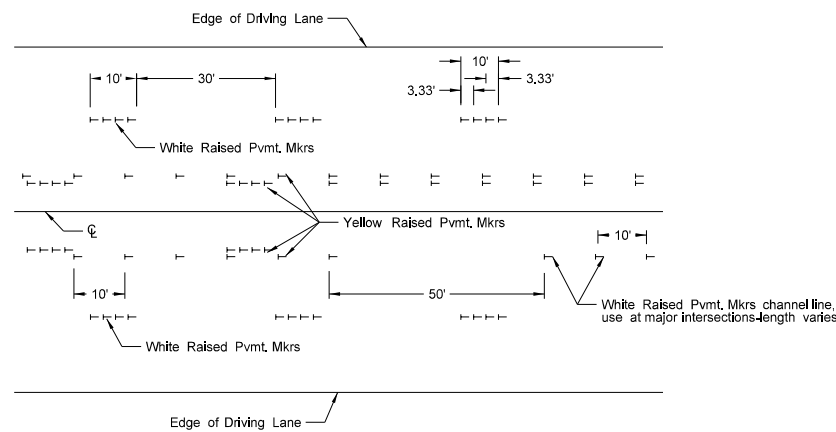 Edge of Driving Lane
10'
30'
10'
3.33'
3.33'
White Raised Pvmt. Mkrs
Yellow Raised Pvmt. Mkrs
℄
10'
10'
50'
White Raised Pvmt. Mkrs channel line,
use at major intersections-length varies
White Raised Pvmt. Mkrs
Edge of Driving Lane